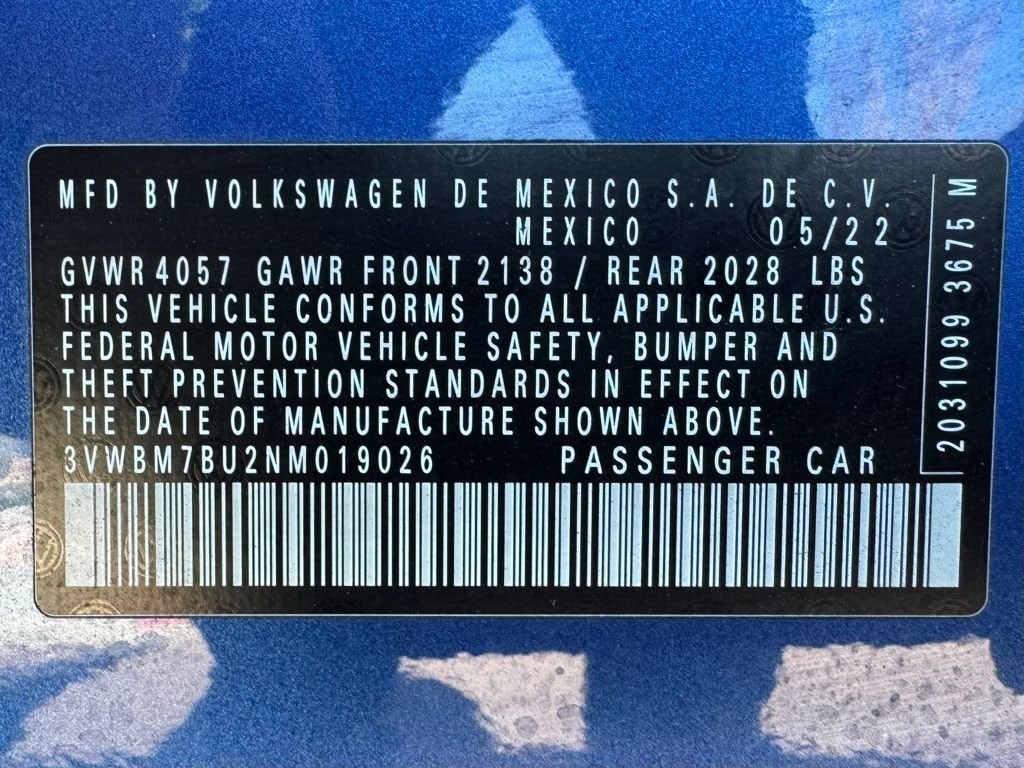 MFD BY VOLKSWAGEN DE MEXICO S.A. DE C.V.
MEXICO 05/22
GVWR 4057 GAWR FRONT 2138 / REAR 2028 LBS
THIS VEHICLE CONFORMS TO ALL APPLICABLE U.S.
FEDERAL MOTOR VEHICLE SAFETY, BUMPER AND
THEFT PREVENTION STANDARDS IN EFFECT ON
THE DATE OF MANUFACTURE SHOWN ABOVE.
3VWBM7BU2NM019026 PASSENGER CAR
2031099 3675 M